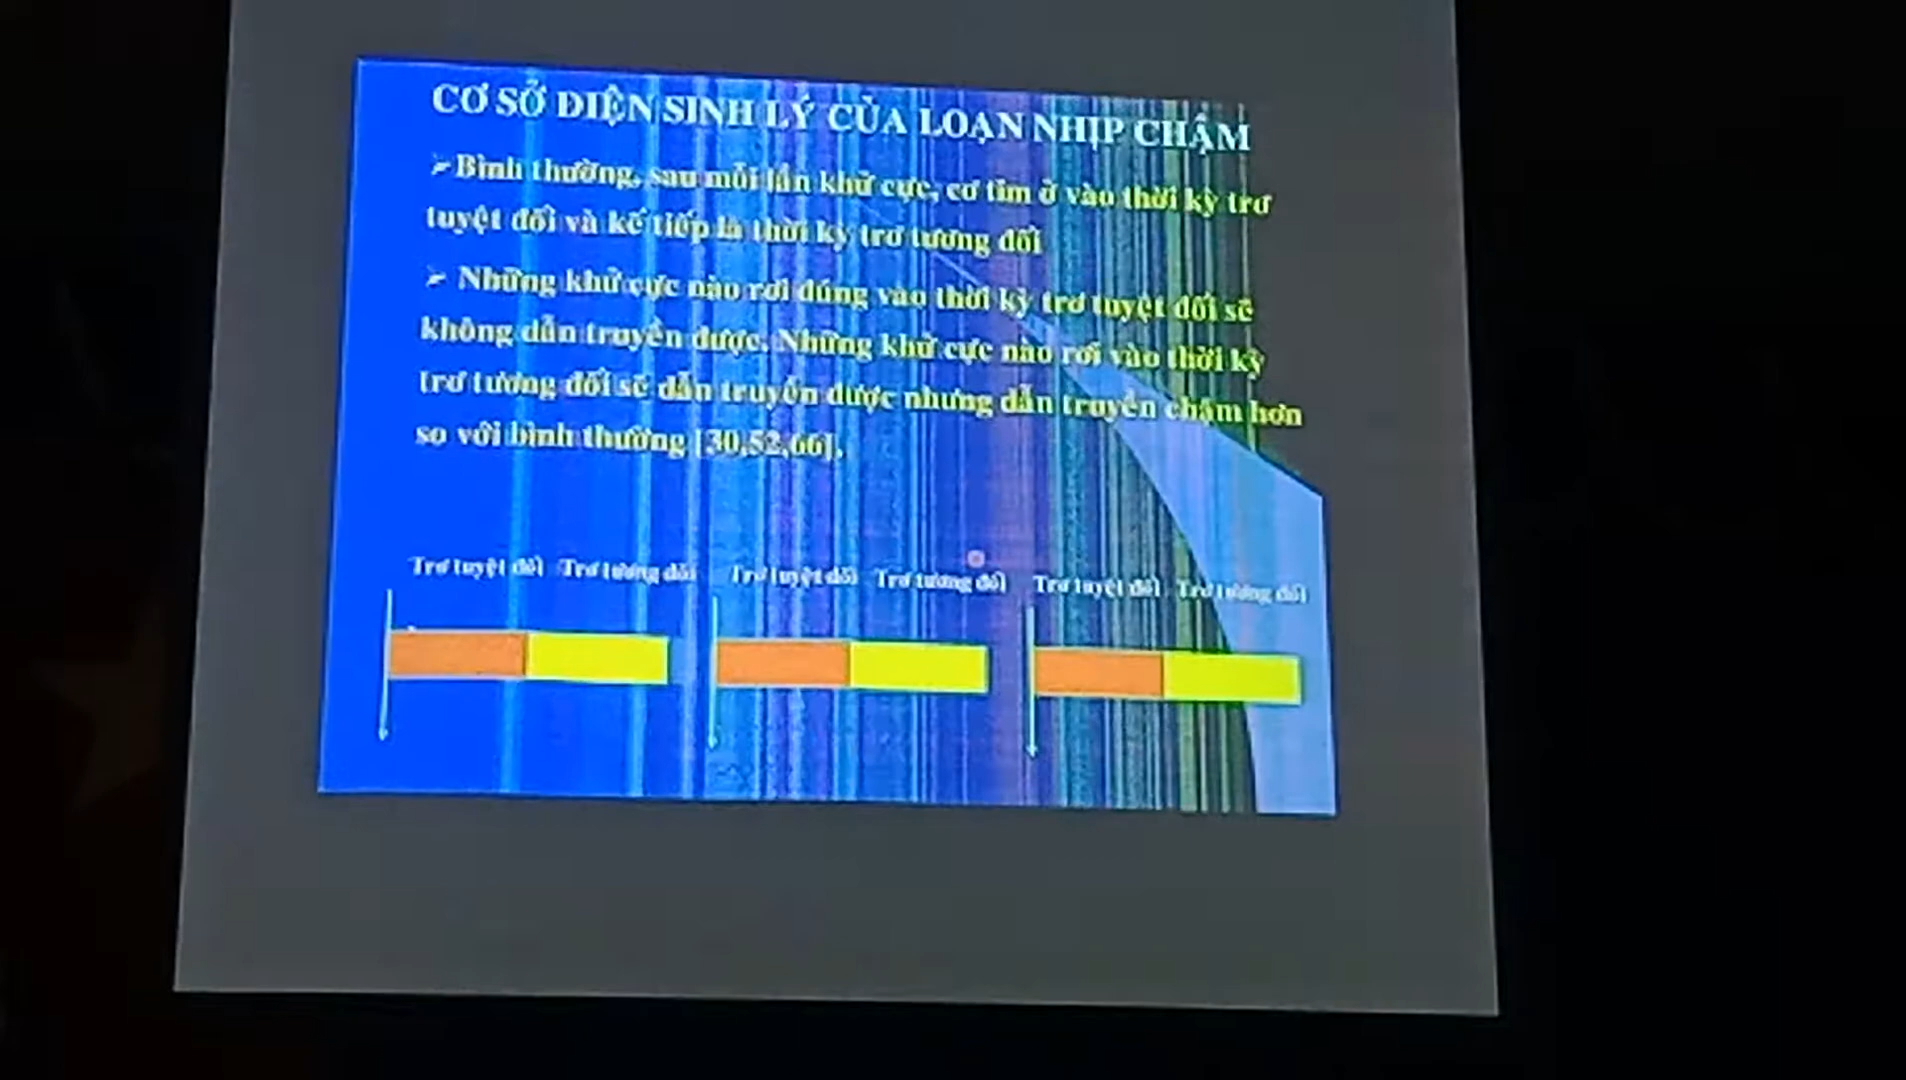 CƠ SỞ ĐIỆN SINH LÝ CỦA LOẠN NHỊP CHẬM
➢Bình thường, sau mỗi lần khử cực, cơ tim ở vào thời kỳ trơ
tuyệt đối và kế tiếp là thời kỳ trơ tương đối
➢ Những khử cực nào rơi đúng vào thời kỳ trơ tuyệt đối sẽ
không dẫn truyền được. Những khử cực nào rơi vào thời kỳ
trơ tương đối sẽ dẫn truyền được nhưng dẫn truyền chậm hơn
so với bình thường [30,52,66].
Trơ tuyệt đối Trơ tương đối Trơ tuyệt đối Trơ tương đối Trơ tuyệt đối Trơ tương đối